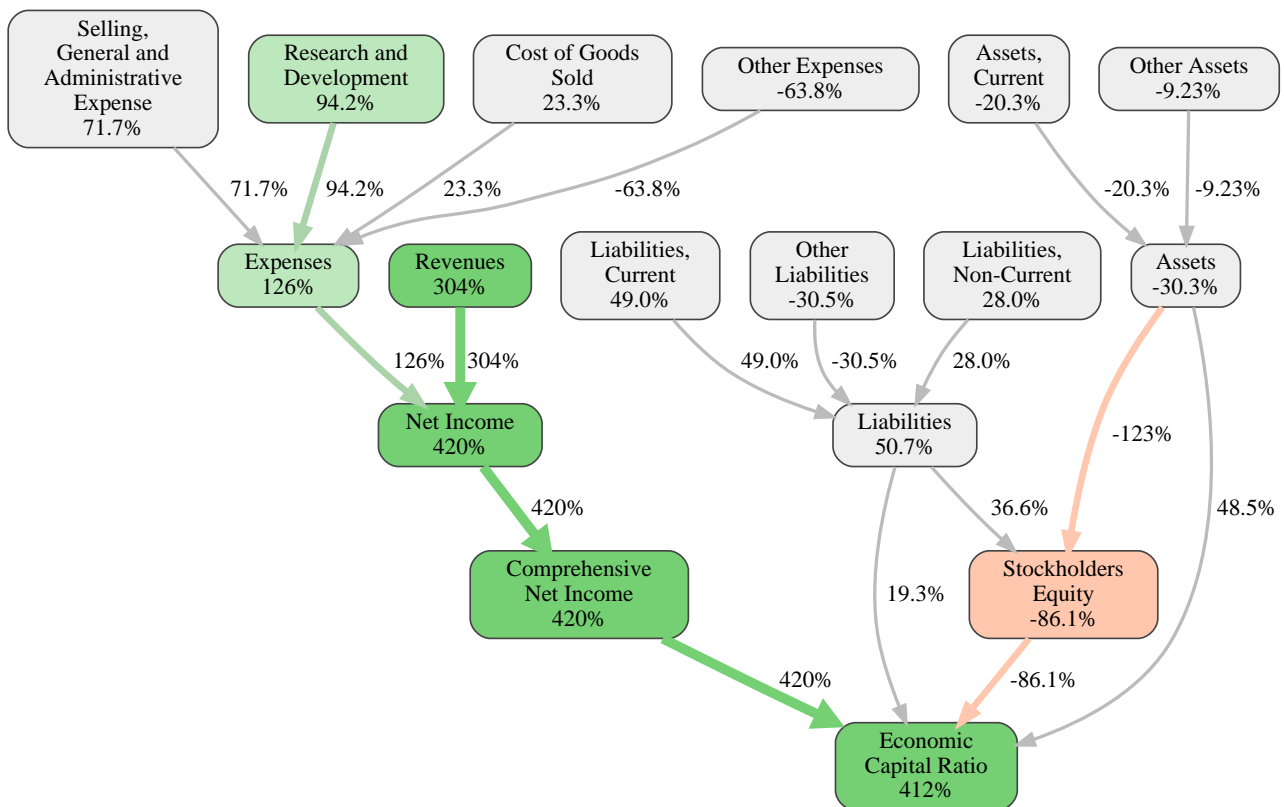 Selling,
General and
Administrative
Expense
71.7%
Research and
Development
94.2%
Cost of Goods
Sold
23.3%
Other Expenses
-63.8%
Assets,
Current
-20.3%
Other Assets
-9.23%
71.7%
94.2%
23.3%
-63.8%
-20.3%
-9.23%
Expenses
126%
Revenues
304%
Liabilities,
Current
49.0%
Other
Liabilities
-30.5%
Liabilities,
Non-Current
28.0%
Assets
-30.3%
126%
304%
49.0%
-30.5%
28.0%
Net Income
420%
Liabilities
50.7%
-123%
420%
36.6%
48.5%
Comprehensive
Net Income
420%
19.3%
Stockholders
Equity
-86.1%
420%
-86.1%
Economic
Capital Ratio
412%